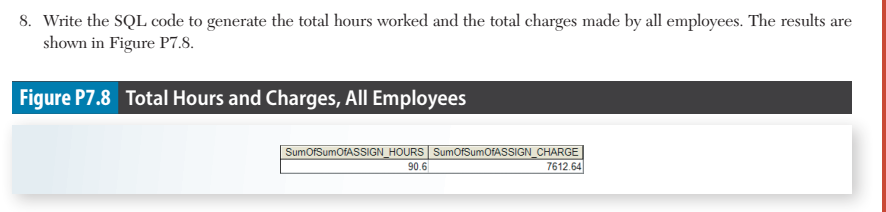 8. Write the SQL code to generate the total hours worked and the total charges made by all employees. The results are
shown in Figure P7.8.
Figure P7.8 Total Hours and Charges, All Employees
SumOfSumOfASSIGN_HOURS SumOfSumOfASSIGN_CHARGE
90.6 7612.64